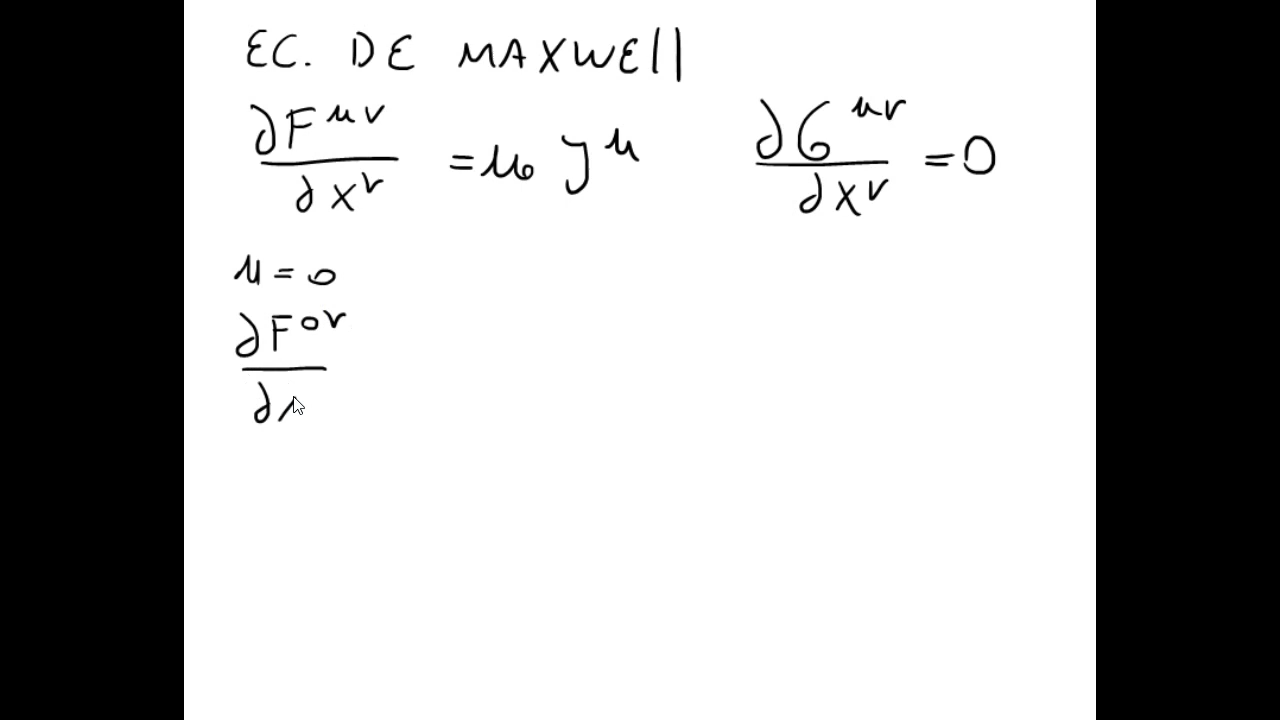 EC. DE MAXWEll
∂F^μν / ∂x^ν = μ₀ J^μ    ∂G^μν / ∂x^ν = 0
μ = 0
∂F^0ν / ∂